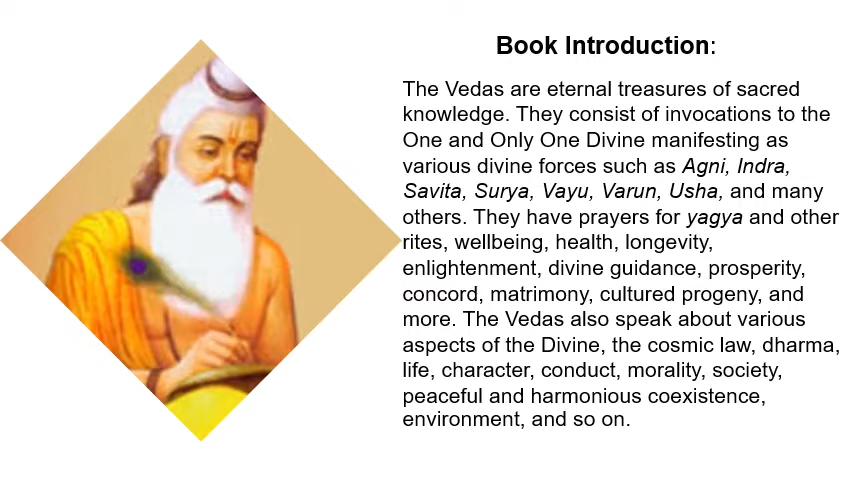 Book Introduction:
The Vedas are eternal treasures of sacred
knowledge. They consist of invocations to the
One and Only One Divine manifesting as
various divine forces such as Agni, Indra,
Savita, Surya, Vayu, Varun, Usha, and many
others. They have prayers for yagya and other
rites, wellbeing, health, longevity,
enlightenment, divine guidance, prosperity,
concord, matrimony, cultured progeny, and
more. The Vedas also speak about various
aspects of the Divine, the cosmic law, dharma,
life, character, conduct, morality, society,
peaceful and harmonious coexistence,
environment, and so on.